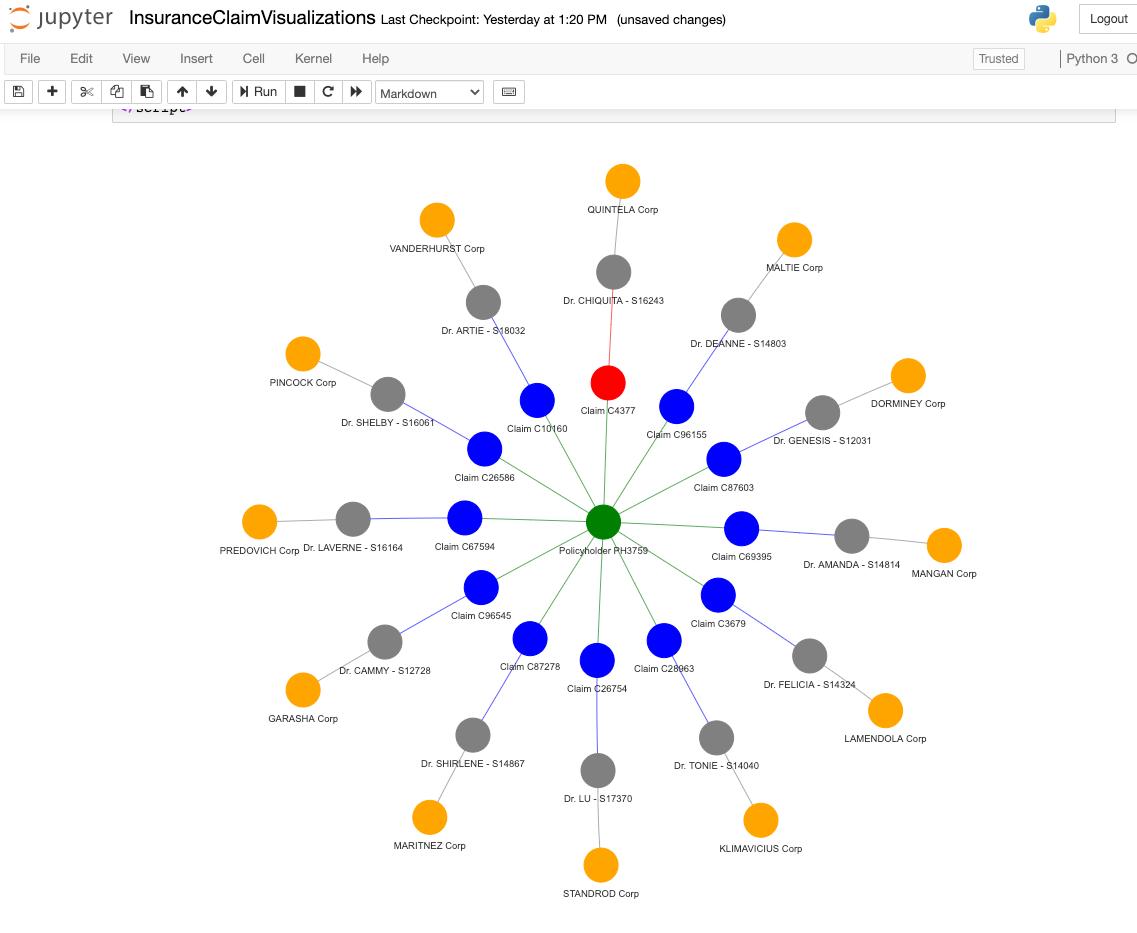 jupyter InsuranceClaimVisualizations Last Checkpoint: Yesterday at 1:20 PM (unsaved changes)
Logout
File Edit View Insert Cell Kernel Help
Trusted
Python 3
Run
Markdown
</script>
QUINTELA Corp
VANDERHURST Corp
MALTIE Corp
Dr. CHIQUITA - S16243
Dr. ARTIE - S18032
Dr. DEANNE - S14803
PINCOCK Corp
DORMINEY Corp
Claim C4377
Dr. SHELBY - S16061
Claim C10160
Claim C96155
Dr. GENESIS - S12031
Claim C26586
Claim C87603
PREDOVICH Corp
Dr. LAVERNE - S16164
Claim C67594
Policyholder PH3759
Claim C69395
Dr. AMANDA - S14814
MANGAN Corp
Claim C96545
Claim C3679
Dr. CAMMY - S12728
Claim C87278
Claim C26754
Claim C28963
Dr. FELICIA - S14324
GARASHA Corp
LAMENDOLA Corp
Dr. SHIRLENE - S14867
Dr. LU - S17370
Dr. TONIE - S14040
MARITNEZ Corp
KLIMAVICIUS Corp
STANDROD Corp